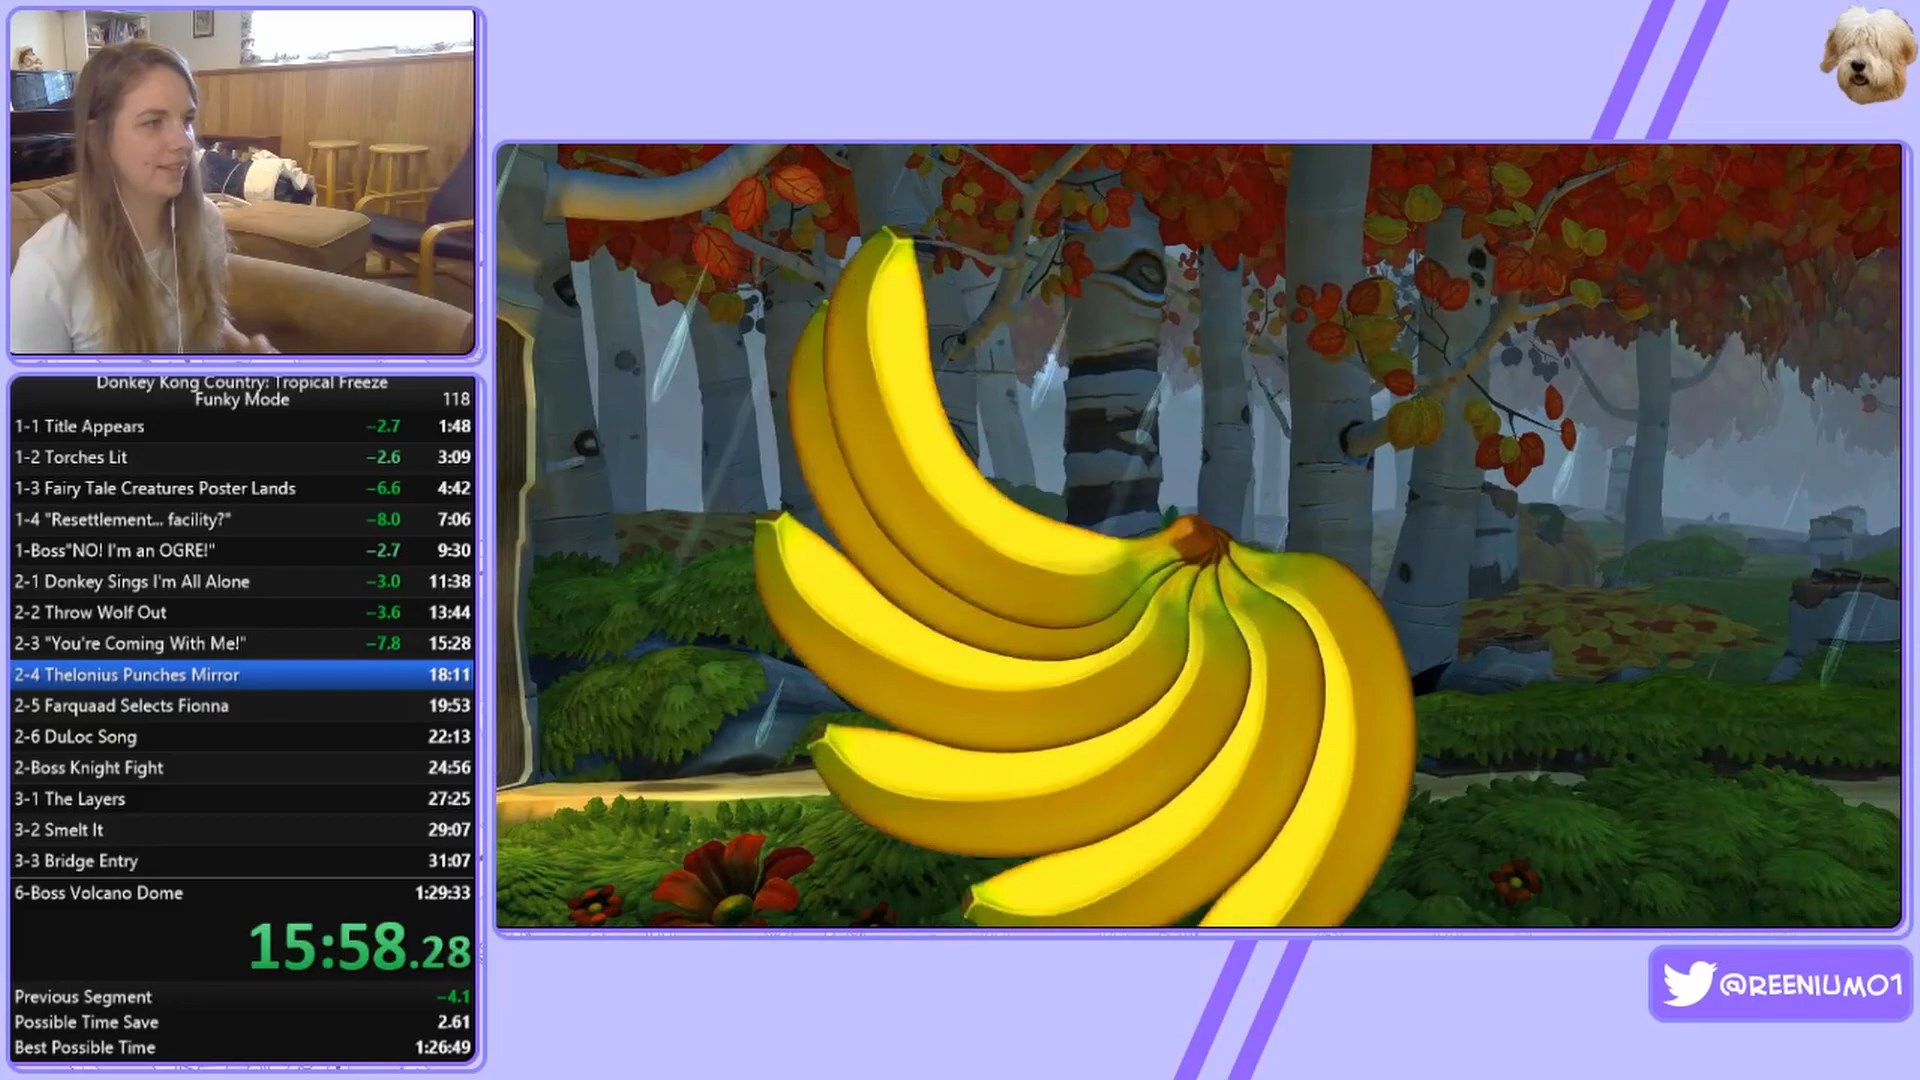 Donkey Kong Country: Tropical Freeze
Funky Mode 118
1-1 Title Appears −2.7 1:48
1-2 Torches Lit −2.6 3:09
1-3 Fairy Tale Creatures Poster Lands −6.6 4:42
1-4 "Resettlement... facility?" −8.0 7:06
1-Boss"NO! I'm an OGRE!" −2.7 9:30
2-1 Donkey Sings I'm All Alone −3.0 11:38
2-2 Throw Wolf Out −3.6 13:44
2-3 "You're Coming With Me!" −7.8 15:28
2-4 Thelonius Punches Mirror 18:11
2-5 Farquaad Selects Fionna 19:53
2-6 DuLoc Song 22:13
2-Boss Knight Fight 24:56
3-1 The Layers 27:25
3-2 Smelt It 29:07
3-3 Bridge Entry 31:07
6-Boss Volcano Dome 1:29:33
15:58.28
Previous Segment −4.1
Possible Time Save 2.61
Best Possible Time 1:26:49
@REENIUM01